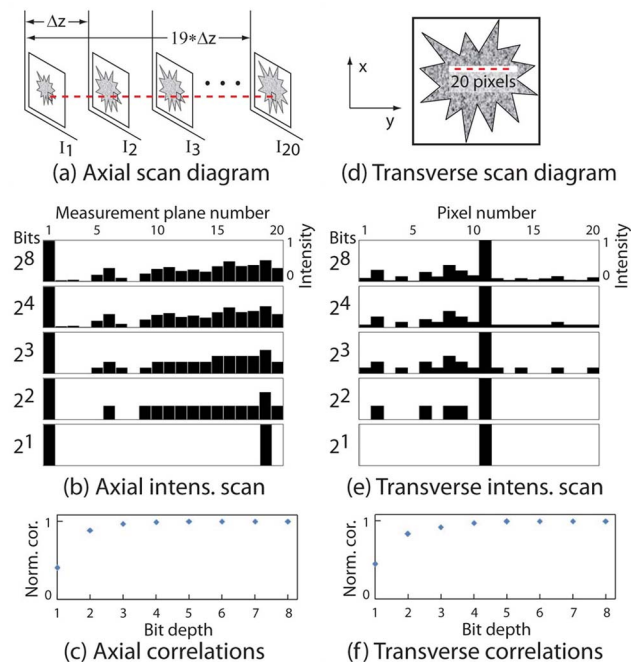 Δz
19*Δz
I1 I2 I3 I20
(a) Axial scan diagram
x
y
20 pixels
(d) Transverse scan diagram
Measurement plane number
Bits 1 5 10 15 20
2^8
1
0
Intensity
2^4
2^3
2^2
2^1
(b) Axial intens. scan
Pixel number
1 5 10 15 20
Bits
2^8
1
0
Intensity
2^4
2^3
2^2
2^1
(e) Transverse intens. scan
Norm. cor.
1
0
1 2 3 4 5 6 7 8
Bit depth
(c) Axial correlations
Norm. cor.
1
0
1 2 3 4 5 6 7 8
Bit depth
(f) Transverse correlations